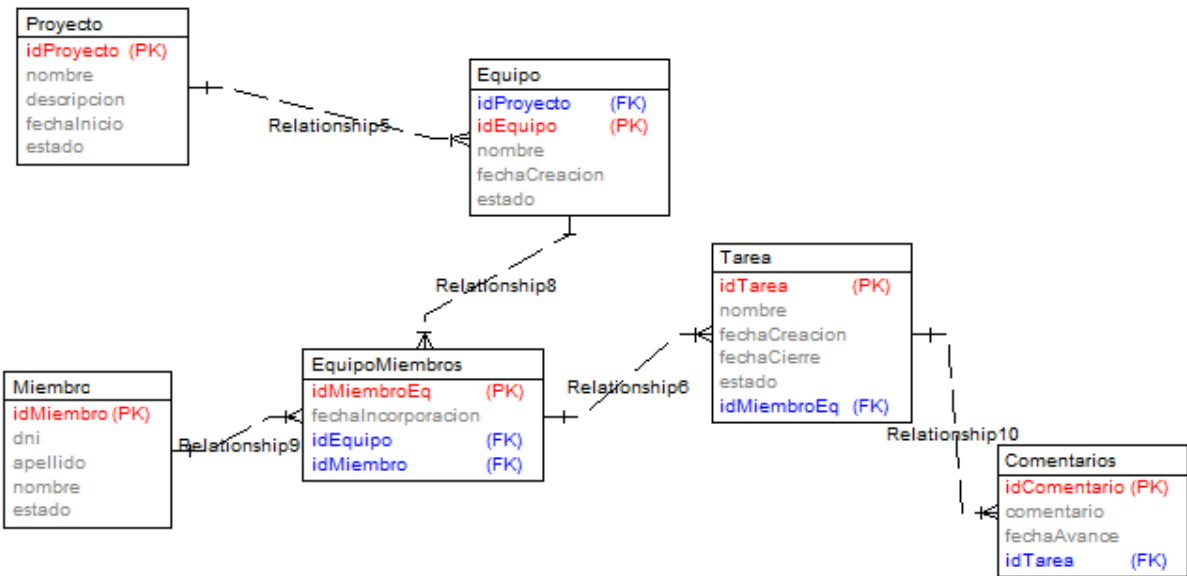 Proyecto
idProyecto (PK)
nombre
descripcion
fechaInicio
estado
Relationship5
Equipo
idProyecto (FK)
idEquipo (PK)
nombre
fechaCreacion
estado
Relationship8
Tarea
idTarea (PK)
nombre
fechaCreacion
fechaCierre
estado
idMiembroEq (FK)
EquipoMiembros
idMiembroEq (PK)
fechaIncorporacion
idEquipo (FK)
idMiembro (FK)
Relationship6
Miembro
idMiembro (PK)
dni
apellido
nombre
estado
Relationship9
Relationship10
Comentarios
idComentario (PK)
comentario
fechaAvance
idTarea (FK)